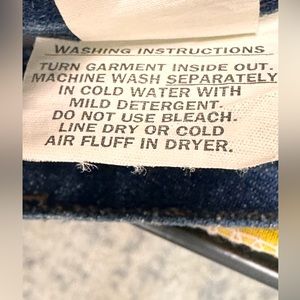 WASHING INSTRUCTIONS
TURN GARMENT INSIDE OUT.
MACHINE WASH SEPARATELY
IN COLD WATER WITH
MILD DETERGENT.
DO NOT USE BLEACH.
LINE DRY OR COLD
AIR FLUFF IN DRYER.